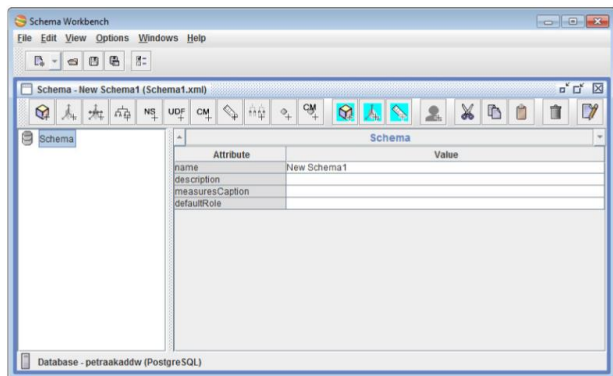 Schema Workbench
File Edit View Options Windows Help
Schema - New Schema1 (Schema1.xml)
NS UDF CM CM
Schema
Schema
Attribute Value
name New Schema1
description
measuresCaption
defaultRole
Database - petraakaddw (PostgreSQL)